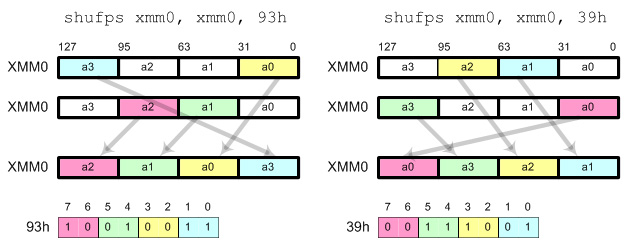 shufps xmm0, xmm0, 93h
127 95 63 31 0
XMM0 a3 a2 a1 a0
XMM0 a3 a2 a1 a0
XMM0 a2 a1 a0 a3
7 6 5 4 3 2 1 0
93h 1 0 0 1 0 0 1 1
shufps xmm0, xmm0, 39h
127 95 63 31 0
XMM0 a3 a2 a1 a0
XMM0 a3 a2 a1 a0
XMM0 a0 a3 a2 a1
7 6 5 4 3 2 1 0
39h 0 0 1 1 1 0 0 1